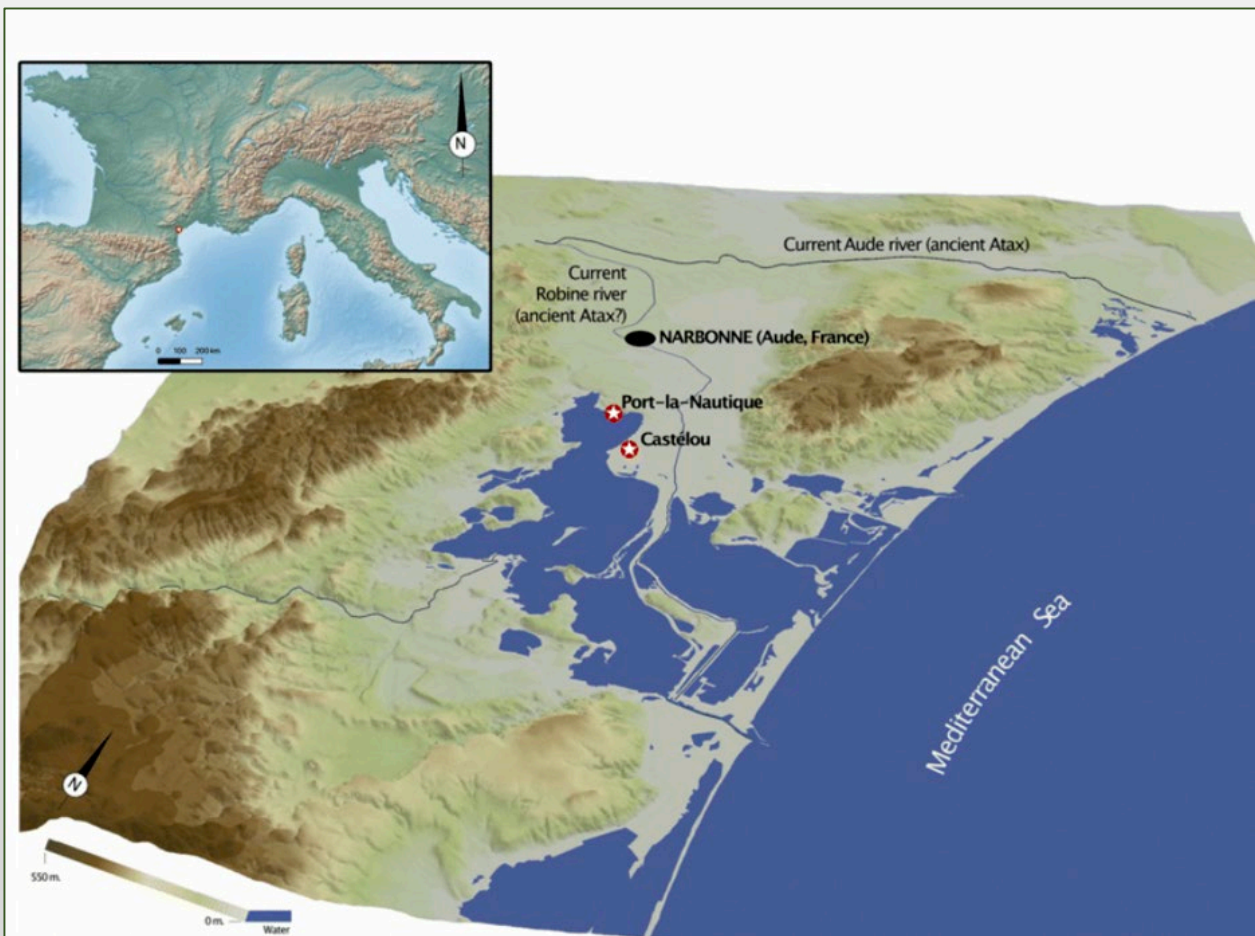 N
0 100 200 km
Current Aude river (ancient Atax)
Current
Robine river
(ancient Atax?)
NARBONNE (Aude, France)
Port-la-Nautique
Castélou
Mediterranean Sea
N
550 m.
0 m.
Water